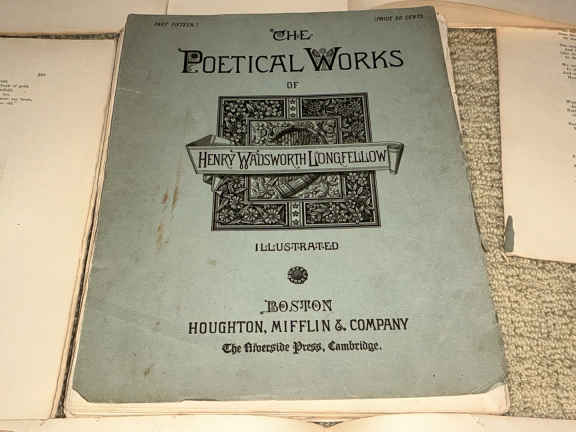 PART FIFTEEN.]
[PRICE 50 CENTS
THE
POETICAL WORKS
OF
HENRY WADSWORTH LONGFELLOW
ILLUSTRATED
BOSTON
HOUGHTON, MIFFLIN & COMPANY
The Riverside Press, Cambridge.